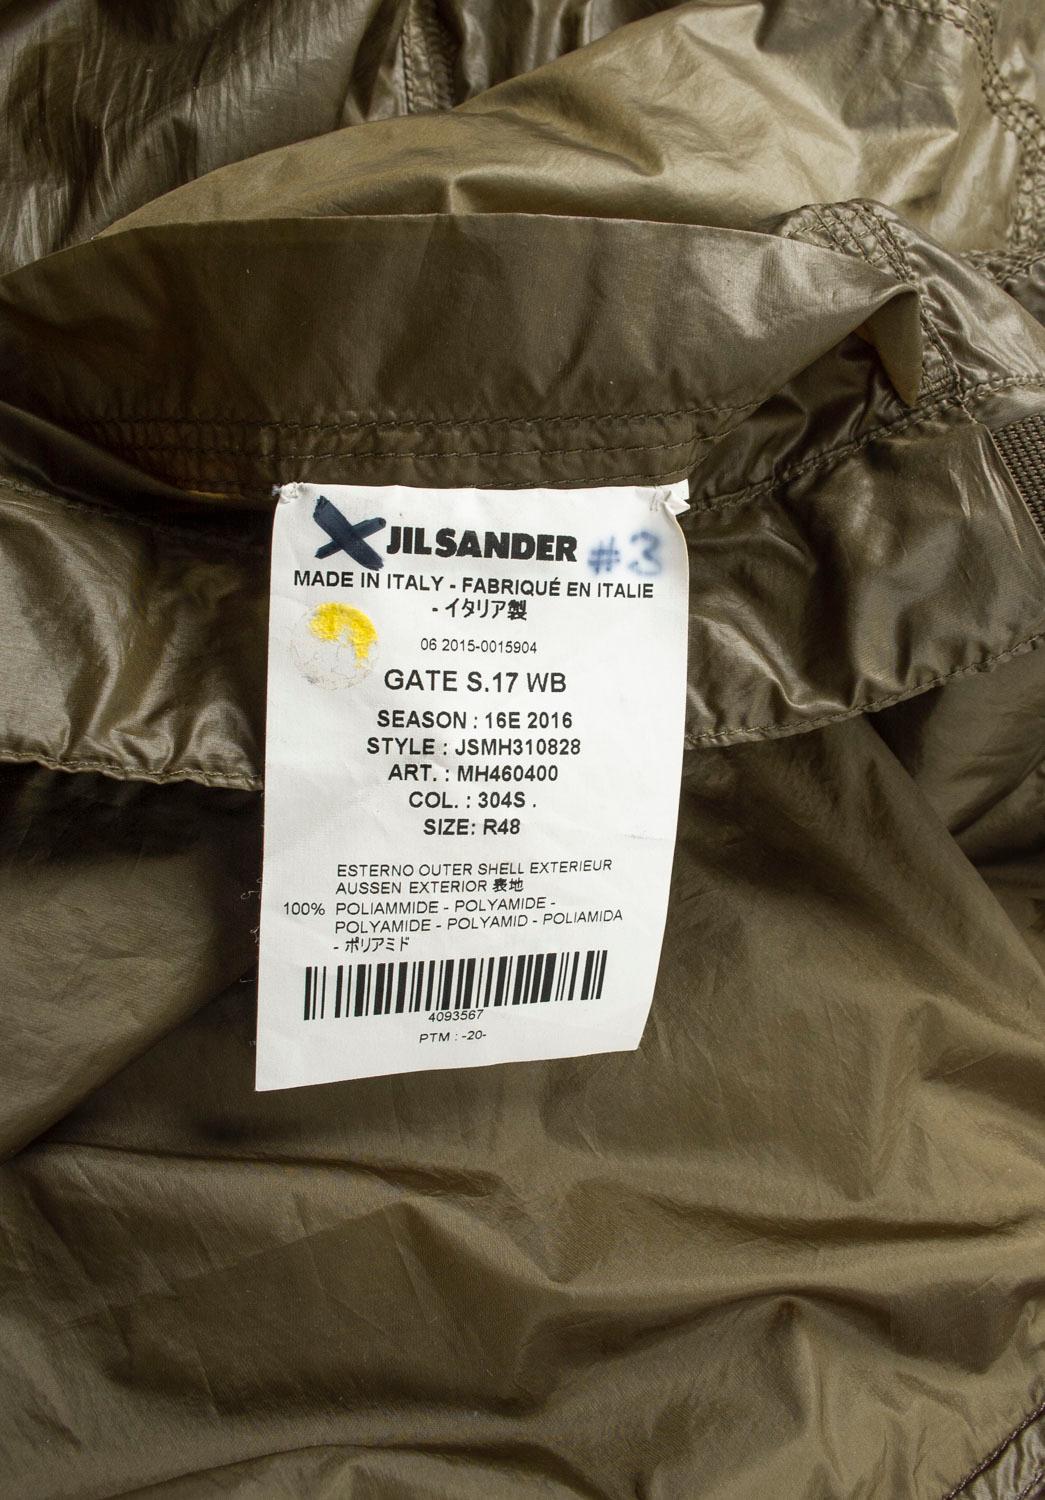 JIL SANDER #3
MADE IN ITALY - FABRIQUÉ EN ITALIE
- イタリア製
06 2015-0015904
GATE S.17 WB
SEASON : 16E 2016
STYLE : JSMH310828
ART. : MH460400
COL. : 304S .
SIZE: R48
ESTERNO OUTER SHELL EXTERIEUR
AUSSEN EXTERIOR 表地
100% POLIAMMIDE - POLYAMIDE -
POLYAMIDE - POLYAMID - POLIAMIDA
- ポリアミド
4093567
PTM : -20-